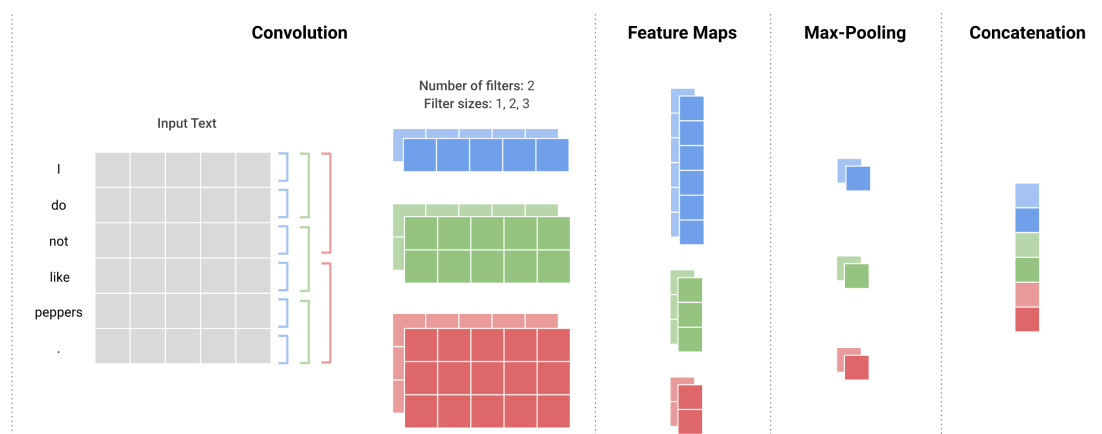 Convolution
Feature Maps
Max-Pooling
Concatenation
Number of filters: 2
Filter sizes: 1, 2, 3
Input Text
I
do
not
like
peppers
.